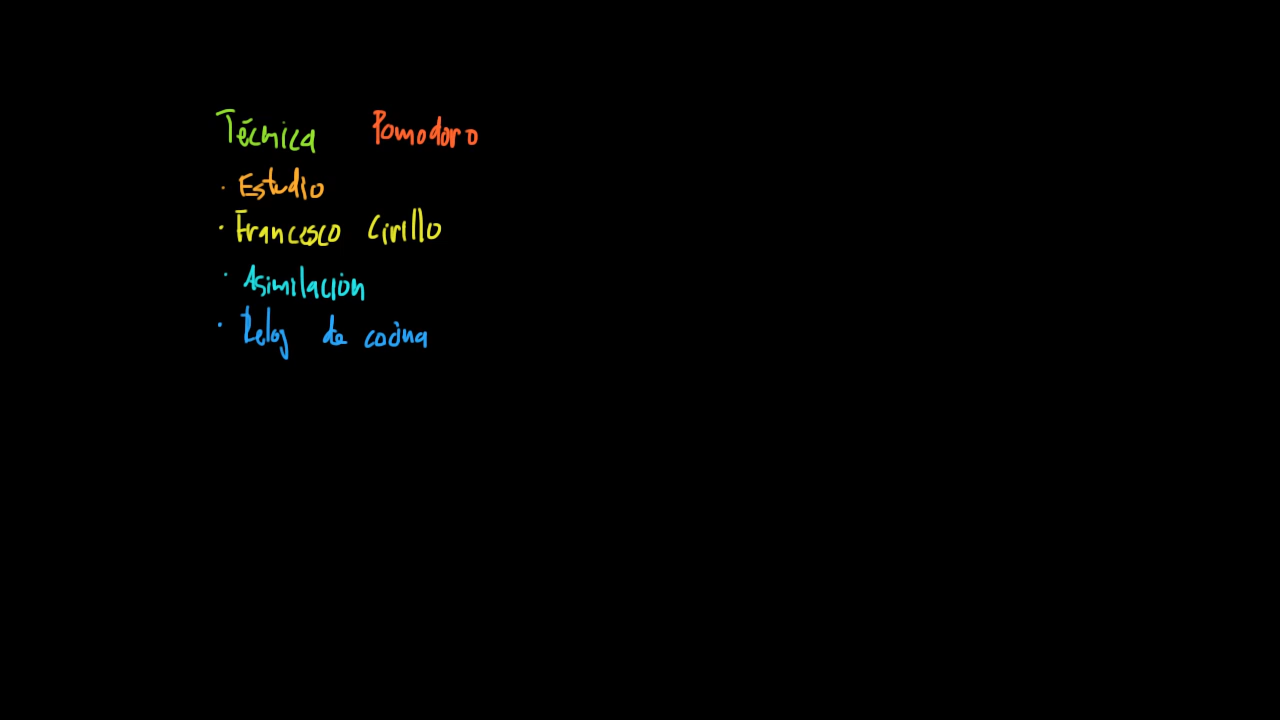 Técnica Pomodoro
· Estudio
· Francesco Cirillo
· Asimilación
· Reloj de cocina